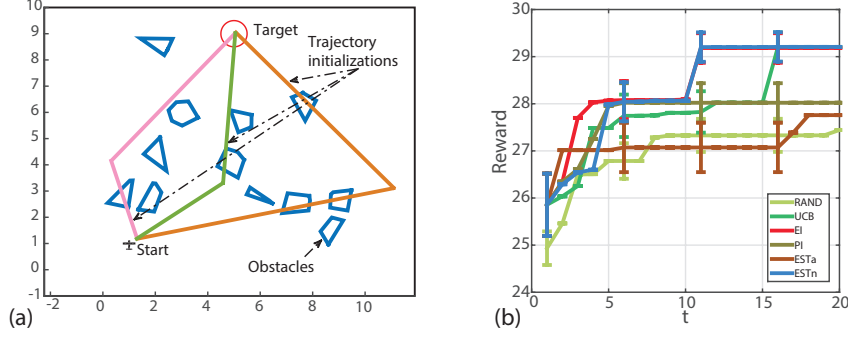 10
9
8
7
6
5
4
3
2
1
0
-1
-2
0
2
4
6
8
10
Target
Trajectory
initializations
Start
Obstacles
(a)
30
29
28
27
26
25
24
Reward
0
5
10
15
20
t
RAND
UCB
EI
PI
ESTa
ESTn
(b)